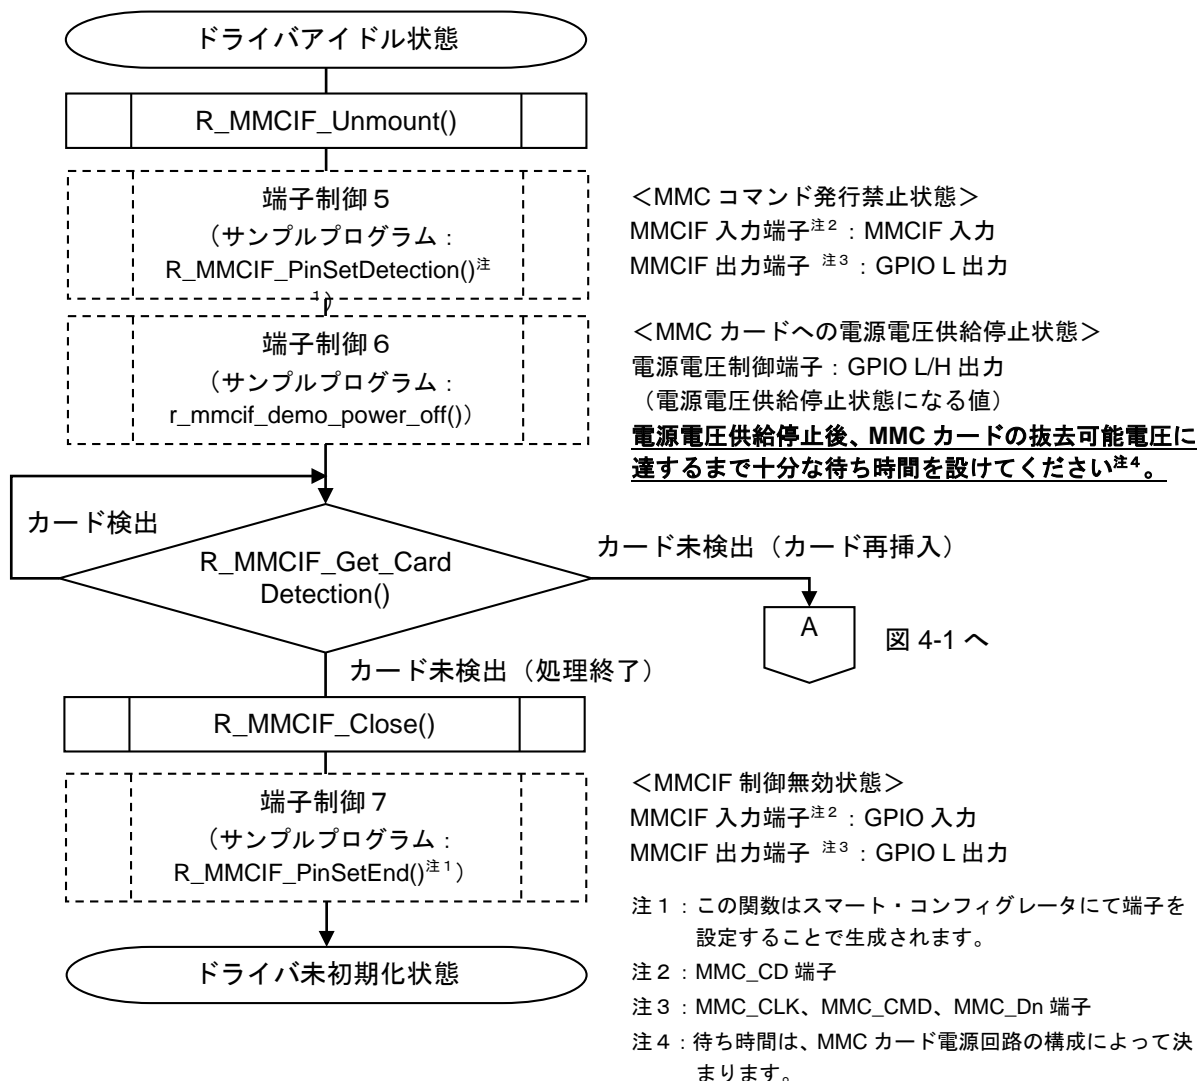 ドライバアイドル状態
R_MMCIF_Unmount()
端子制御５
（サンプルプログラム：
R_MMCIF_PinSetDetection()注
１）
＜MMC コマンド発行禁止状態＞
MMCIF 入力端子注２：MMCIF 入力
MMCIF 出力端子 注３：GPIO L 出力
端子制御６
（サンプルプログラム：
r_mmcif_demo_power_off()）
＜MMC カードへの電源電圧供給停止状態＞
電源電圧制御端子：GPIO L/H 出力
（電源電圧供給停止状態になる値）
電源電圧供給停止後、MMC カードの抜去可能電圧に
達するまで十分な待ち時間を設けてください注４。
カード検出
R_MMCIF_Get_Card
Detection()
カード未検出（カード再挿入）
A
図 4-1 へ
カード未検出（処理終了）
R_MMCIF_Close()
端子制御７
（サンプルプログラム：
R_MMCIF_PinSetEnd()注１）
＜MMCIF 制御無効状態＞
MMCIF 入力端子注２：GPIO 入力
MMCIF 出力端子 注３：GPIO L 出力
ドライバ未初期化状態
注１：この関数はスマート・コンフィグレータにて端子を
設定することで生成されます。
注２：MMC_CD 端子
注３：MMC_CLK、MMC_CMD、MMC_Dn 端子
注４：待ち時間は、MMC カード電源回路の構成によって決
まります。